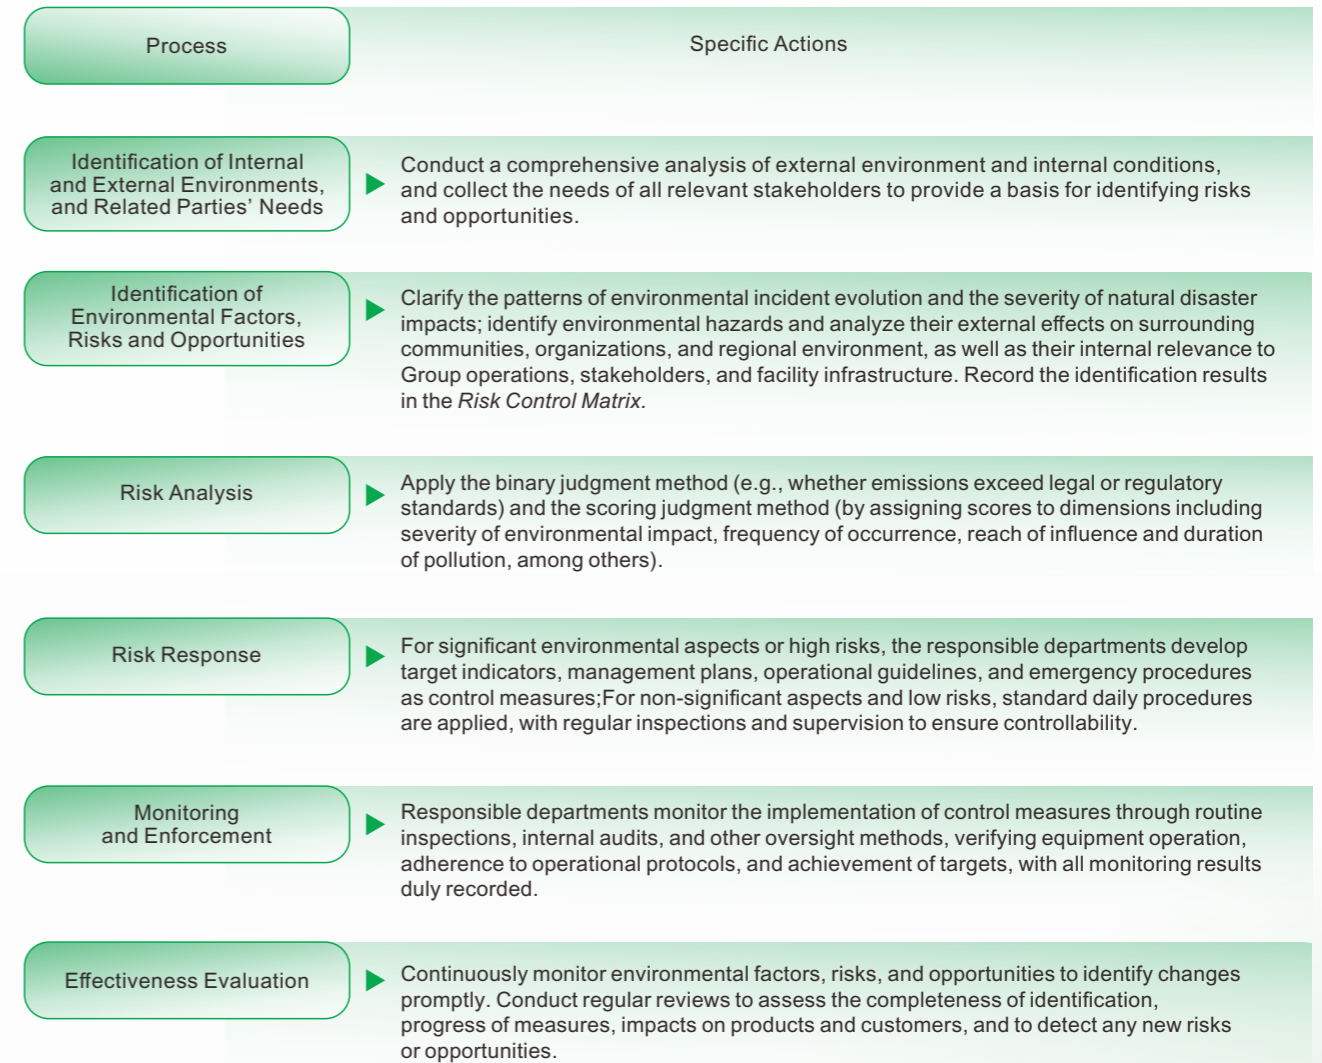 Process
Specific Actions
Identification of Internal
and External Environments,
and Related Parties’ Needs
Conduct a comprehensive analysis of external environment and internal conditions,
and collect the needs of all relevant stakeholders to provide a basis for identifying risks
and opportunities.
Identification of
Environmental Factors,
Risks and Opportunities
Clarify the patterns of environmental incident evolution and the severity of natural disaster
impacts; identify environmental hazards and analyze their external effects on surrounding
communities, organizations, and regional environment, as well as their internal relevance to
Group operations, stakeholders, and facility infrastructure. Record the identification results
in the Risk Control Matrix.
Risk Analysis
Apply the binary judgment method (e.g., whether emissions exceed legal or regulatory
standards) and the scoring judgment method (by assigning scores to dimensions including
severity of environmental impact, frequency of occurrence, reach of influence and duration
of pollution, among others).
Risk Response
For significant environmental aspects or high risks, the responsible departments develop
target indicators, management plans, operational guidelines, and emergency procedures
as control measures;For non-significant aspects and low risks, standard daily procedures
are applied, with regular inspections and supervision to ensure controllability.
Monitoring
and Enforcement
Responsible departments monitor the implementation of control measures through routine
inspections, internal audits, and other oversight methods, verifying equipment operation,
adherence to operational protocols, and achievement of targets, with all monitoring results
duly recorded.
Effectiveness Evaluation
Continuously monitor environmental factors, risks, and opportunities to identify changes
promptly. Conduct regular reviews to assess the completeness of identification,
progress of measures, impacts on products and customers, and to detect any new risks
or opportunities.